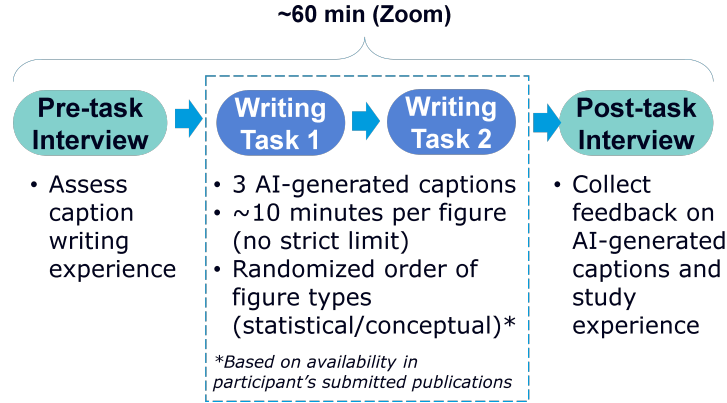 ~60 min (Zoom)
Pre-task
Interview
Writing
Task 1
Writing
Task 2
Post-task
Interview
• Assess
caption
writing
experience
• 3 AI-generated captions
• ~10 minutes per figure
(no strict limit)
• Randomized order of
figure types
(statistical/conceptual)*
*Based on availability in
participant’s submitted publications
• Collect
feedback on
AI-generated
captions and
study
experience